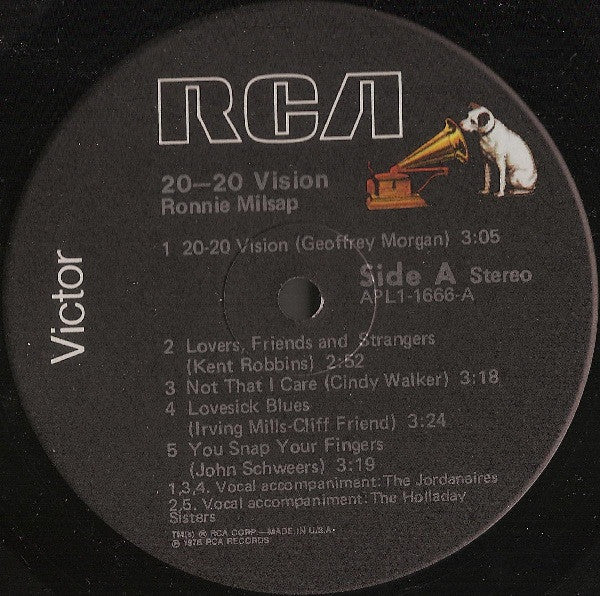 RCA
20—20 Vision
Ronnie Milsap
1 20-20 Vision (Geoffrey Morgan) 3:05
Side A Stereo
APL1-1666-A
Victor
2 Lovers, Friends and Strangers
(Kent Robbins) 2:52
3 Not That I Care (Cindy Walker) 3:18
4 Lovesick Blues
(Irving Mills-Cliff Friend) 3:24
5 You Snap Your Fingers
(John Schweers) 3:19
1,3,4. Vocal accompaniment: The Jordanaires
2,5. Vocal accompaniment: The Holladay
Sisters
TM(s) ® RCA CORP.—MADE IN U.S.A.
℗ 1976 RCA RECORDS